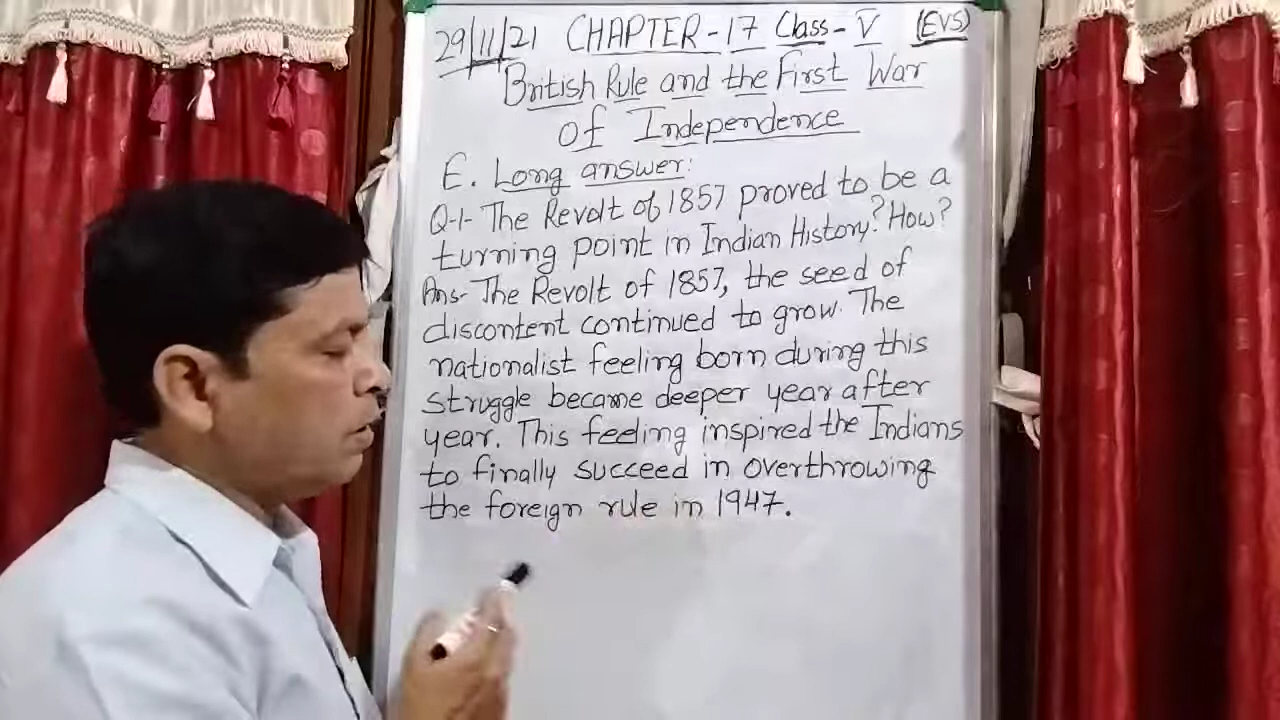 29/11/21 CHAPTER-17 Class-V (EVS)
British Rule and the First War
of Independence
E. Long answer:
Q-1- The Revolt of 1857 proved to be a
turning point in Indian History? How?
Ans- The Revolt of 1857, the seed of
discontent continued to grow. The
nationalist feeling born during this
struggle became deeper year after
year. This feeling inspired the Indians
to finally succeed in overthrowing
the foreign rule in 1947.